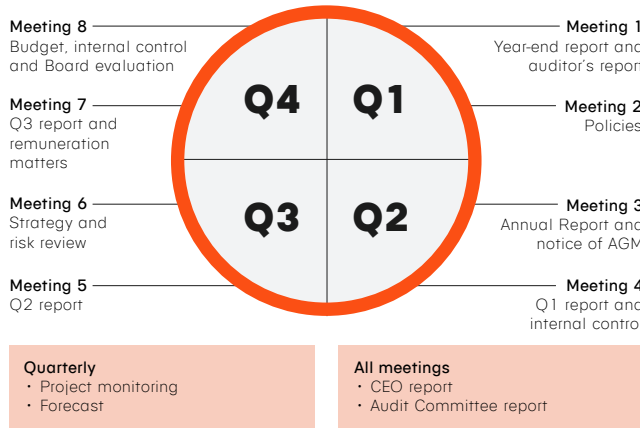 Meeting 8
Budget, internal control
and Board evaluation
Meeting 7
Q3 report and
remuneration
matters
Meeting 6
Strategy and
risk review
Meeting 5
Q2 report
Q4
Q1
Q3
Q2
Meeting 1
Year-end report and
auditor's report
Meeting 2
Policies
Meeting 3
Annual Report and
notice of AGM
Meeting 4
Q1 report and
internal control
Quarterly
• Project monitoring
• Forecast
All meetings
• CEO report
• Audit Committee report